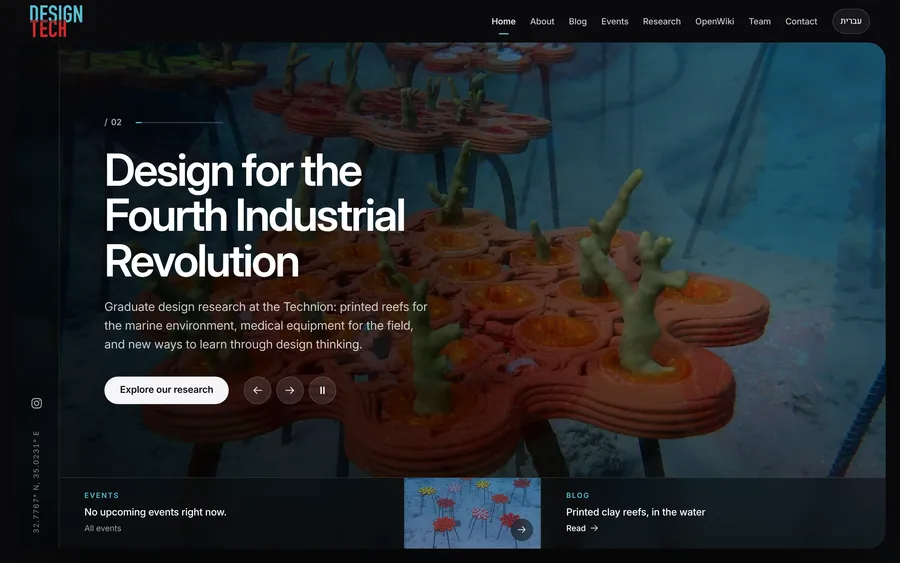 DESIGN
TECH
Home About Blog Events Research OpenWiki Team Contact עברית
/ 02
Design for the
Fourth Industrial
Revolution
Graduate design research at the Technion: printed reefs for
the marine environment, medical equipment for the field,
and new ways to learn through design thinking.
Explore our research
32.7767° N, 35.0231° E
EVENTS
No upcoming events right now.
All events
BLOG
Printed clay reefs, in the water
Read →